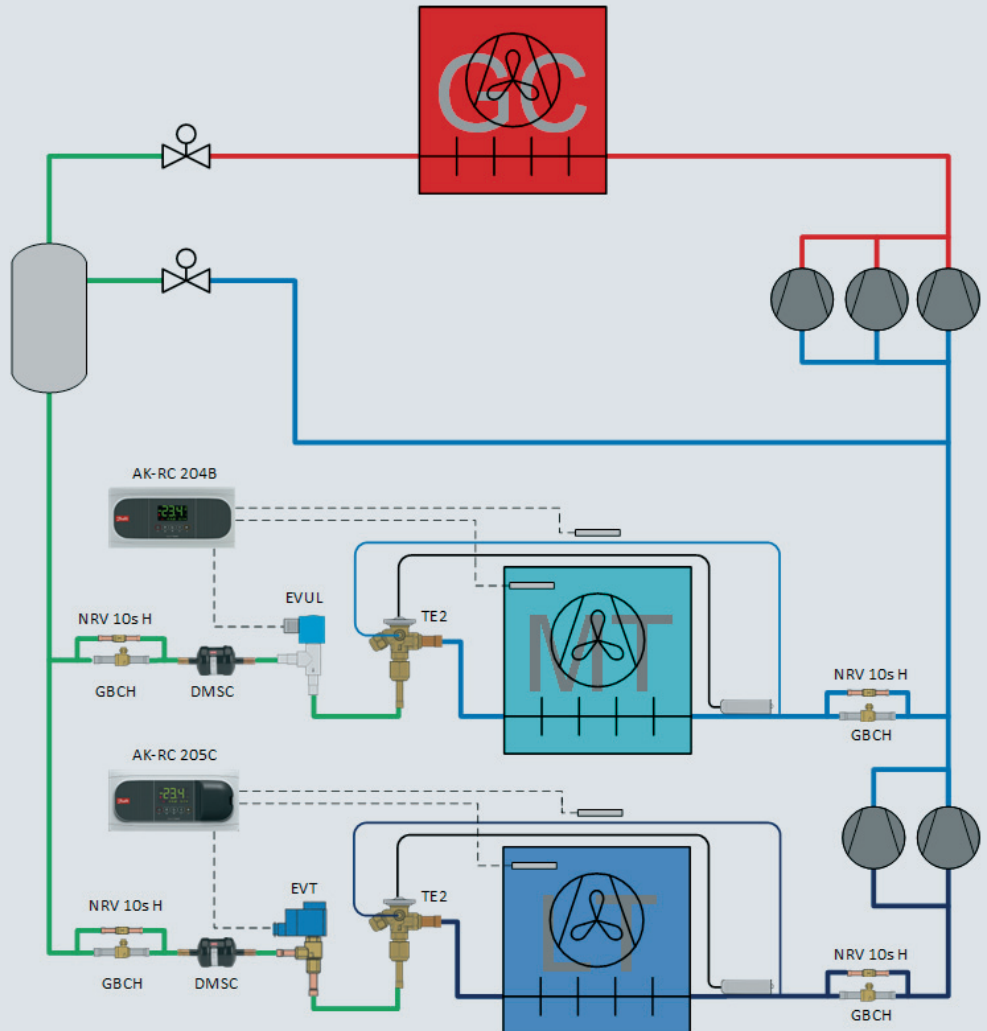 GC
AK-RC 204B
-23.4
EVUL
TE2
NRV 10s H
GBCH
DMSC
MT
NRV 10s H
GBCH
AK-RC 205C
-23.4
EVT
TE2
NRV 10s H
GBCH
DMSC
LT
NRV 10s H
GBCH